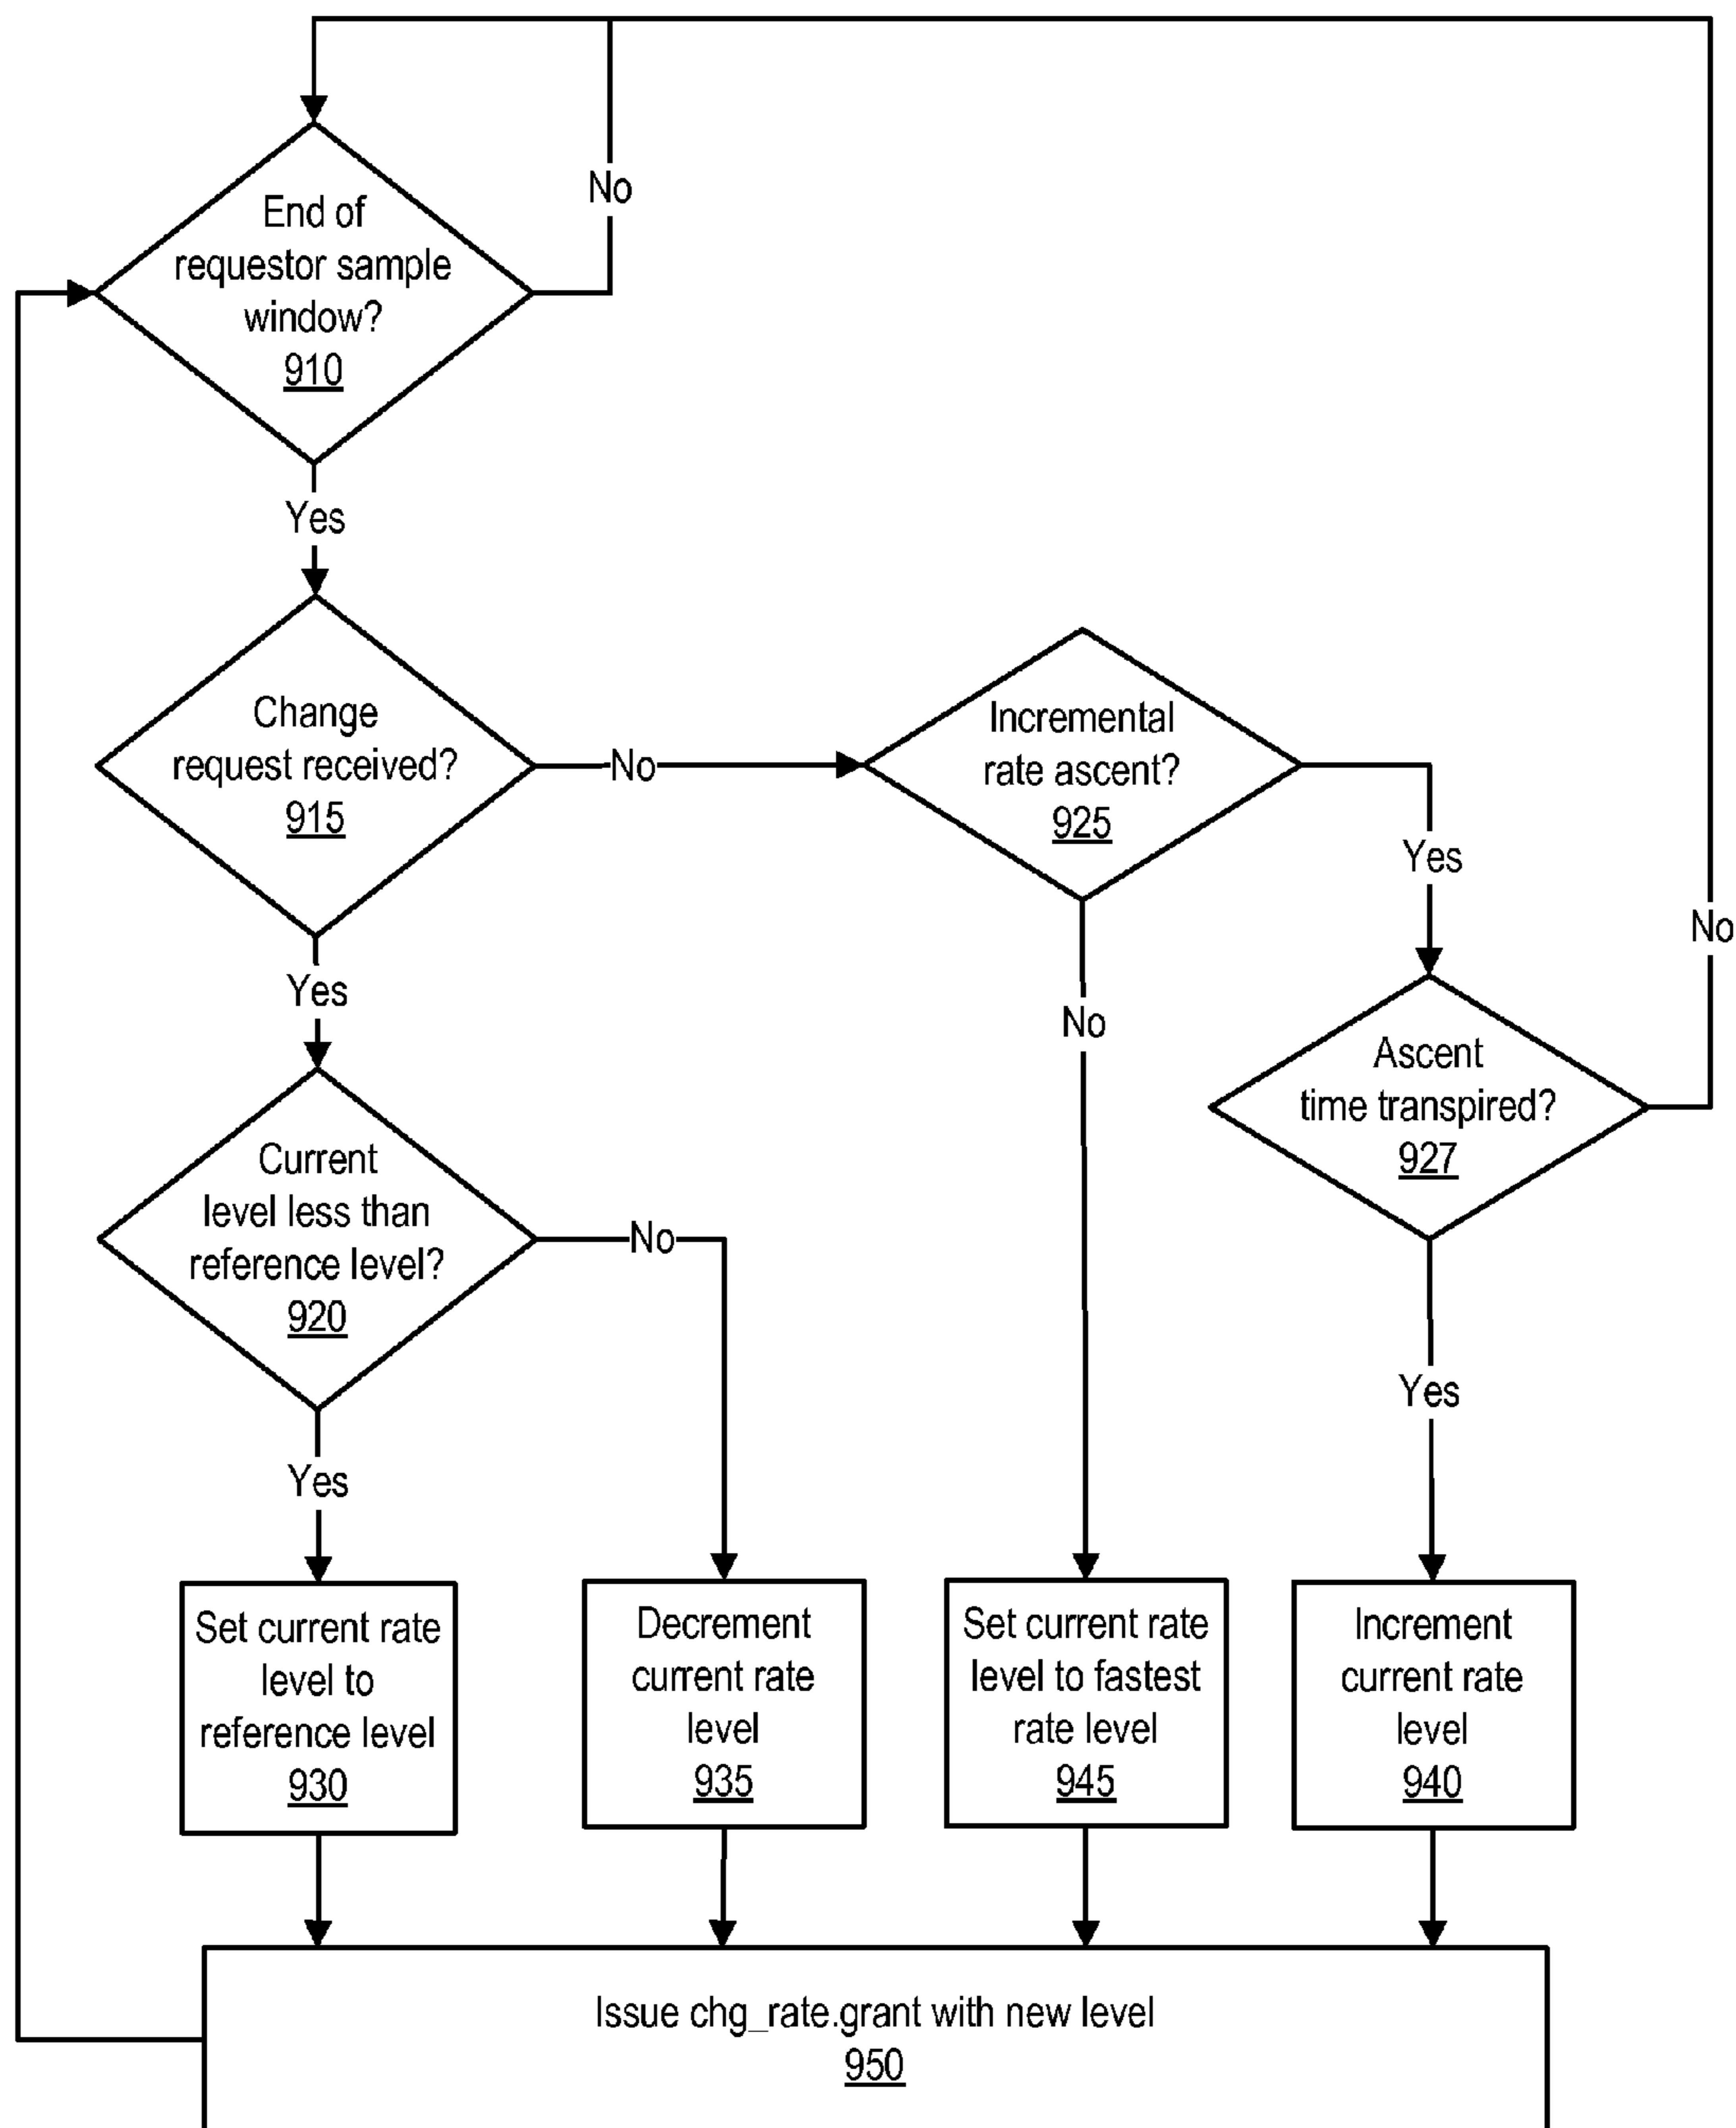 End of
requestor sample
window?
910
No
Yes
Change
request received?
915
No
Incremental
rate ascent?
925
Yes
No
Yes
No
Ascent
time transpired?
927
Current
level less than
reference level?
920
No
Yes
Yes
Set current rate
level to
reference level
930
Decrement
current rate
level
935
Set current rate
level to fastest
rate level
945
Increment
current rate
level
940
Issue chg_rate.grant with new level
950